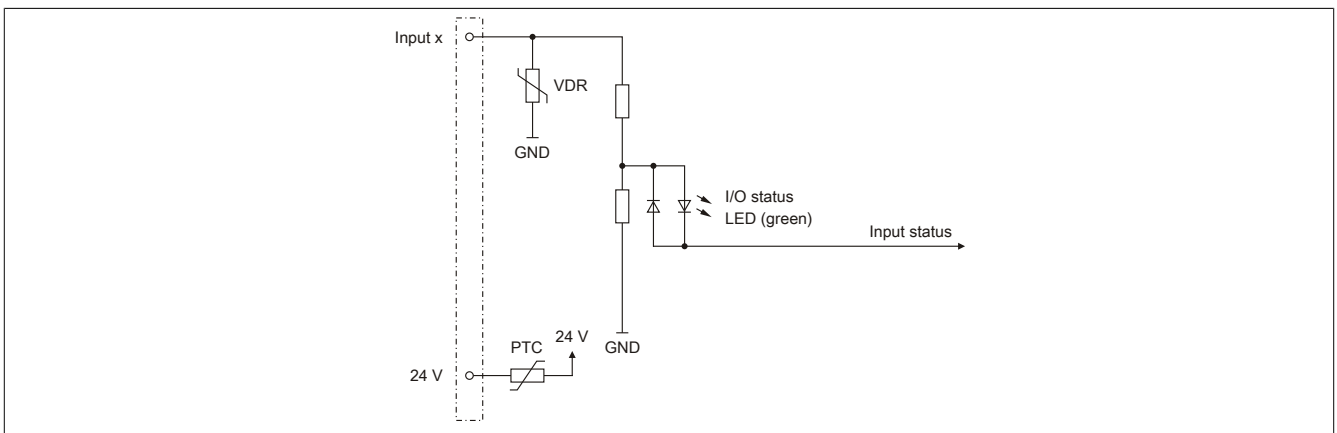 Input x
VDR
GND
I/O status
LED (green)
Input status
24 V
PTC
GND
24 V